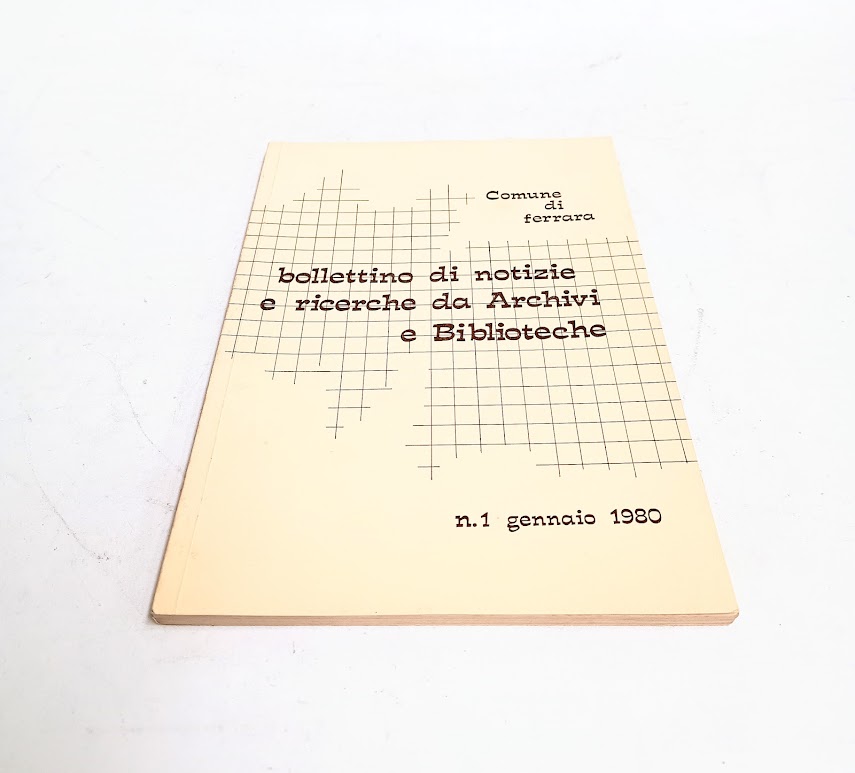 Comune
di
ferrara
bollettino di notizie
e ricerche da Archivi
e Biblioteche
n.1 gennaio 1980